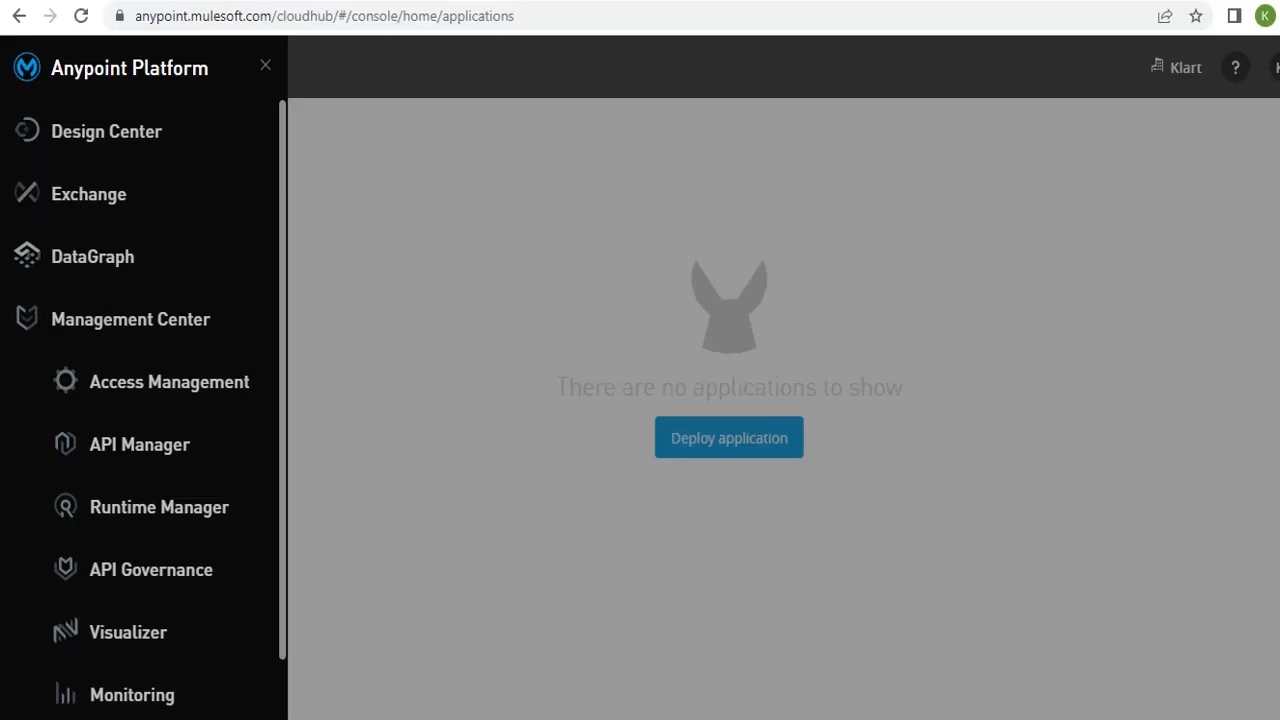 anypoint.mulesoft.com/cloudhub/#/console/home/applications
K
Anypoint Platform
Klart
?
K
Design Center
Exchange
DataGraph
Management Center
Access Management
API Manager
Runtime Manager
API Governance
Visualizer
Monitoring
There are no applications to show
Deploy application